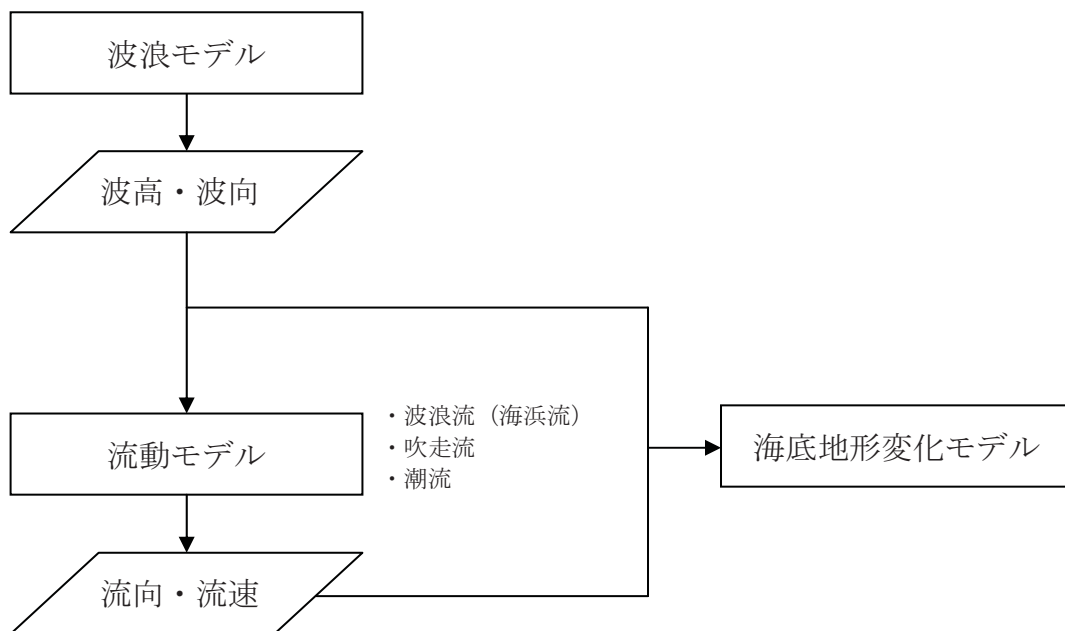 波浪モデル
波高・波向
・波浪流（海浜流）
・吹走流
・潮流
流動モデル
海底地形変化モデル
流向・流速